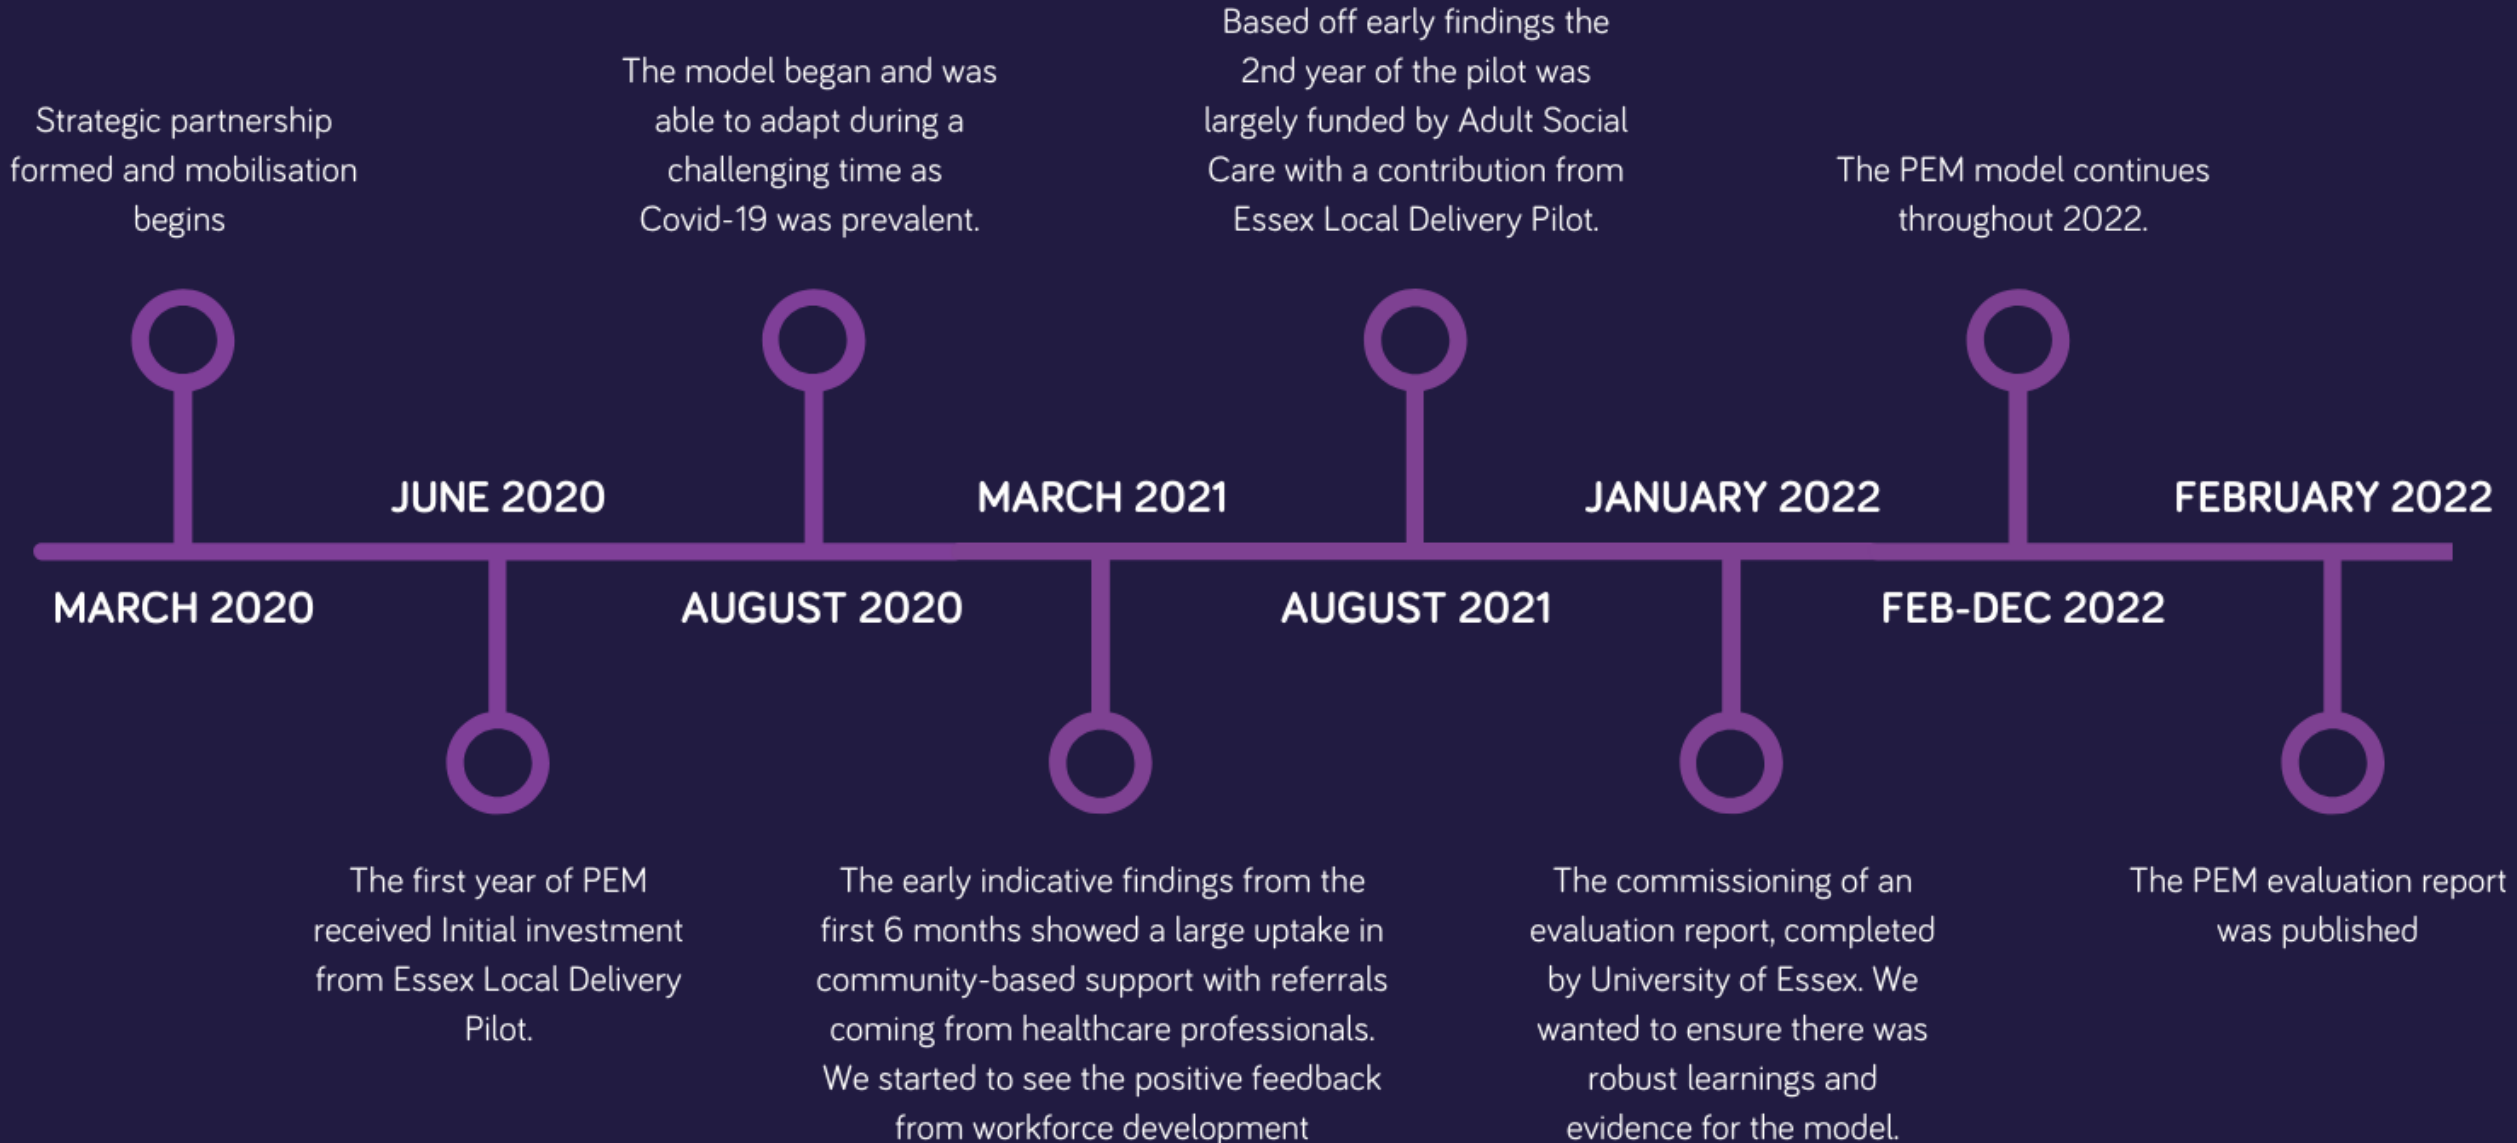 Strategic partnership
formed and mobilisation
begins
MARCH 2020
JUNE 2020
The first year of PEM
received Initial investment
from Essex Local Delivery
Pilot.
The model began and was
able to adapt during a
challenging time as
Covid-19 was prevalent.
AUGUST 2020
MARCH 2021
The early indicative findings from the
first 6 months showed a large uptake in
community-based support with referrals
coming from healthcare professionals.
We started to see the positive feedback
from workforce development
Based off early findings the
2nd year of the pilot was
largely funded by Adult Social
Care with a contribution from
Essex Local Delivery Pilot.
AUGUST 2021
JANUARY 2022
The commissioning of an
evaluation report, completed
by University of Essex. We
wanted to ensure there was
robust learnings and
evidence for the model.
The PEM model continues
throughout 2022.
FEB-DEC 2022
FEBRUARY 2022
The PEM evaluation report
was published